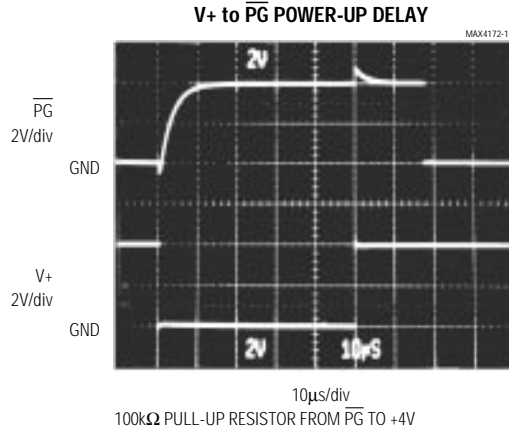 V+ to PG POWER-UP DELAY
MAX4172-1
2V
PG
2V/div
GND
V+
2V/div
GND
2V 10µS
10µs/div
100kΩ PULL-UP RESISTOR FROM PG TO +4V